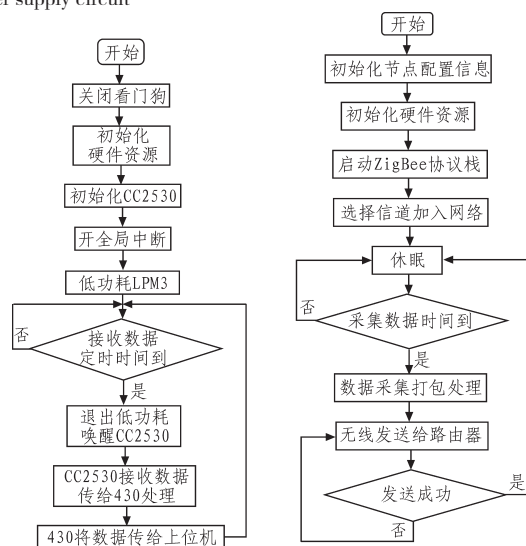 er supply circuit
开始
关闭看门狗
初始化
硬件资源
初始化CC2530
开全局中断
低功耗LPM3
否
接收数据
定时时间到
是
退出低功耗
唤醒CC2530
CC2530接收数据
传给430处理
430将数据传给上位机
开始
初始化节点配置信息
初始化硬件资源
启动ZigBee协议栈
选择信道加入网络
休眠
否
采集数据时间到
是
数据采集打包处理
无线发送给路由器
发送成功
是
否